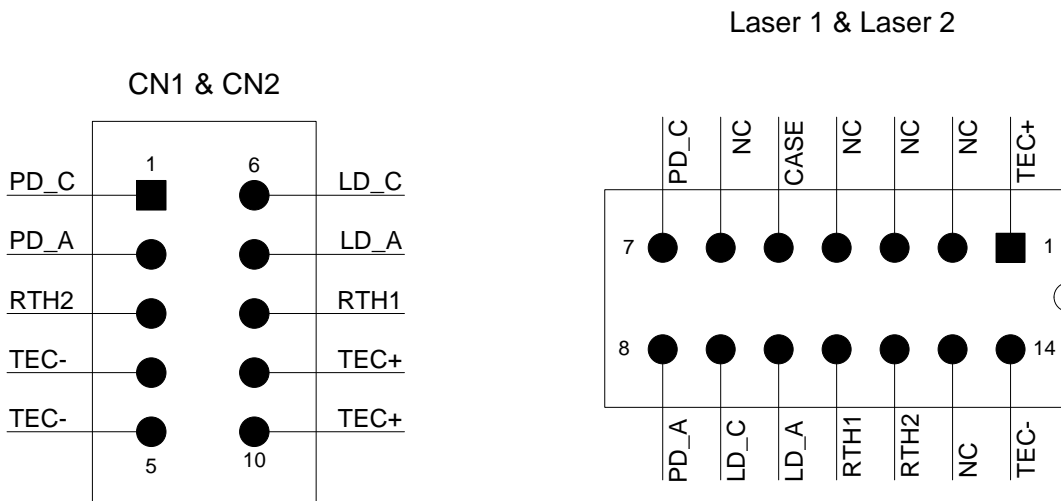 Laser 1 & Laser 2
CN1 & CN2
PD_C 1 6 LD_C
PD_A LD_A
RTH2 RTH1
TEC- TEC+
TEC- TEC+
5 10
PD_C NC CASE NC NC NC TEC+
7 1
8 14
PD_A LD_C LD_A RTH1 RTH2 NC TEC-